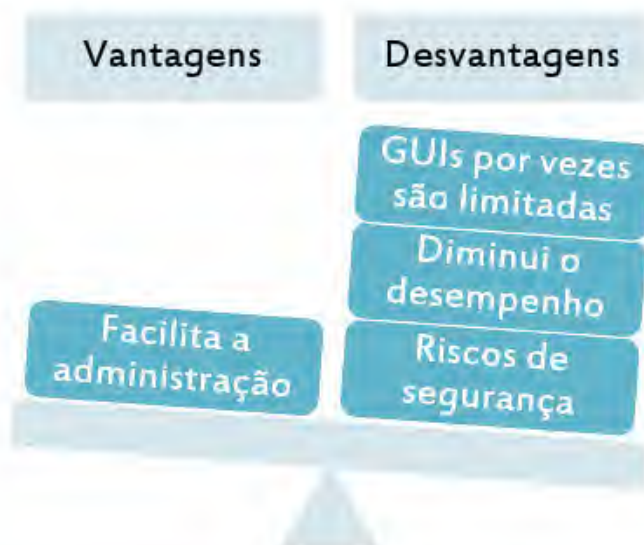 Vantagens
Desvantagens
GUIs por vezes
são limitadas
Diminui o
desempenho
Facilita a
administração
Riscos de
segurança